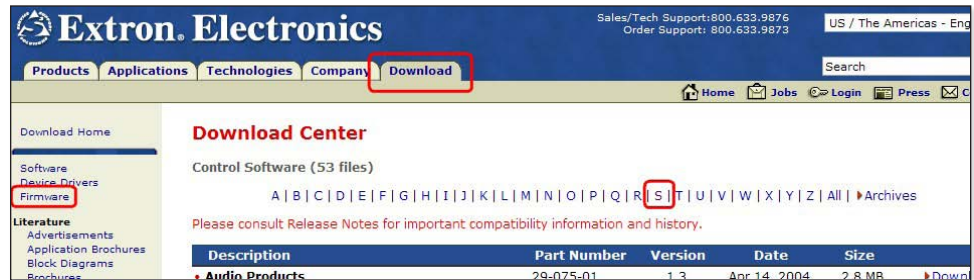 Extron. Electronics
Sales/Tech Support:800.633.9876
Order Support: 800.633.9873
US / The Americas - Eng
Products Applications Technologies Company Download
Search
Home Jobs Login Press C
Download Home
Software
Device Drivers
Firmware
Literature
Advertisements
Application Brochures
Block Diagrams
Brochures
Download Center
Control Software (53 files)
A | B | C | D | E | F | G | H | I | J | K | L | M | N | O | P | Q | R | S | T | U | V | W | X | Y | Z | All | Archives
Please consult Release Notes for important compatibility information and history.
Description Part Number Version Date Size
• Audio Products 29-075-01 1.3 Apr 14, 2004 2.8 MB Downl